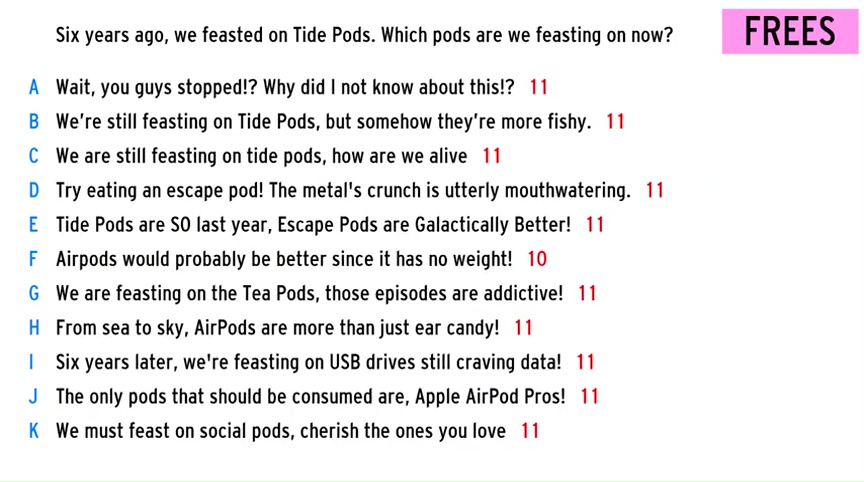 Six years ago, we feasted on Tide Pods. Which pods are we feasting on now?
FREES
A Wait, you guys stopped!? Why did I not know about this!? 11
B We're still feasting on Tide Pods, but somehow they're more fishy. 11
C We are still feasting on tide pods, how are we alive 11
D Try eating an escape pod! The metal's crunch is utterly mouthwatering. 11
E Tide Pods are SO last year, Escape Pods are Galactically Better! 11
F Airpods would probably be better since it has no weight! 10
G We are feasting on the Tea Pods, those episodes are addictive! 11
H From sea to sky, AirPods are more than just ear candy! 11
I Six years later, we're feasting on USB drives still craving data! 11
J The only pods that should be consumed are, Apple AirPod Pros! 11
K We must feast on social pods, cherish the ones you love 11